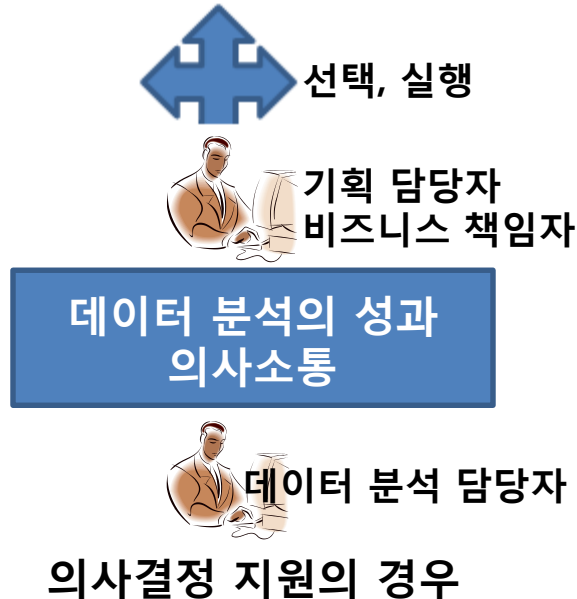 선택, 실행
기획 담당자
비즈니스 책임자
데이터 분석의 성과
의사소통
데이터 분석 담당자
의사결정 지원의 경우